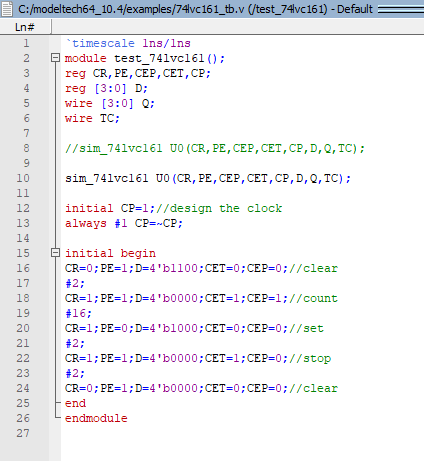 C:/modeltech64_10.4/examples/74lvc161_tb.v (/test_74lvc161) - Default
Ln#
1 `timescale 1ns/1ns
2 module test_74lvc161();
3 reg CR,PE,CEP,CET,CP;
4 reg [3:0] D;
5 wire [3:0] Q;
6 wire TC;
7
8 //sim_74lvc161 U0(CR,PE,CEP,CET,CP,D,Q,TC);
9
10 sim_74lvc161 U0(CR,PE,CEP,CET,CP,D,Q,TC);
11
12 initial CP=1;//design the clock
13 always #1 CP=~CP;
14
15 initial begin
16 CR=0;PE=1;D=4'b1100;CET=0;CEP=0;//clear
17 #2;
18 CR=1;PE=1;D=4'b0000;CET=1;CEP=1;//count
19 #16;
20 CR=1;PE=0;D=4'b1000;CET=0;CEP=0;//set
21 #2;
22 CR=1;PE=1;D=4'b0000;CET=1;CEP=0;//stop
23 #2;
24 CR=0;PE=1;D=4'b0000;CET=0;CEP=0;//clear
25 end
26 endmodule
27